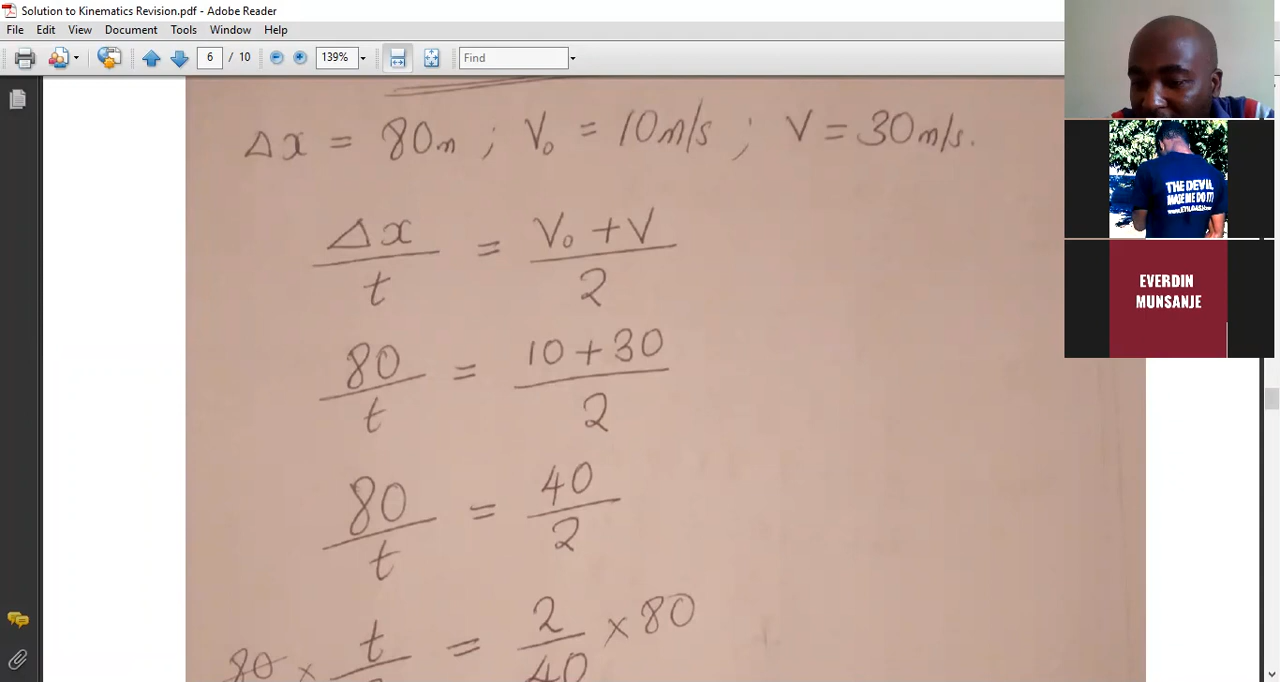 Solution to Kinematics Revision.pdf - Adobe Reader
File Edit View Document Tools Window Help
6 / 10 139% Find
Δx = 80m ; V₀ = 10m/s ; V = 30m/s.
Δx/t = (V₀ + V)/2
80/t = (10 + 30)/2
80/t = 40/2
80 × t/ = 2/40 × 80
THE DEVIL
MADE ME DO IT!
EVERDIN
MUNSANJE